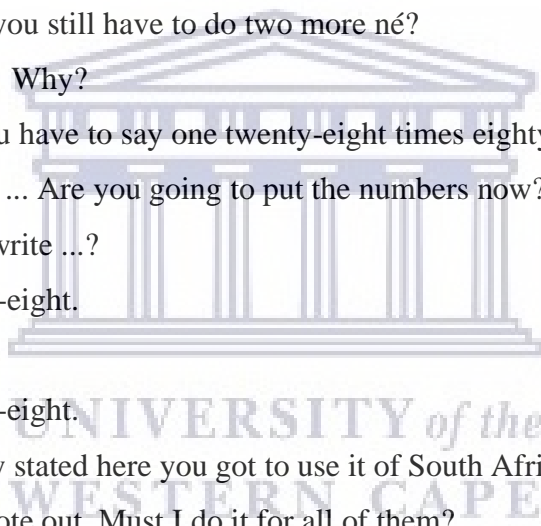 you still have to do two more né?
Why?
have to say one twenty-eight times eighty
... Are you going to put the numbers now?
write ...?
-eight.
-eight.
UNIVERSITY of the
stated here you got to use it of South Afri
WESTERN CAPE
ote out. Must I do it for all of them?